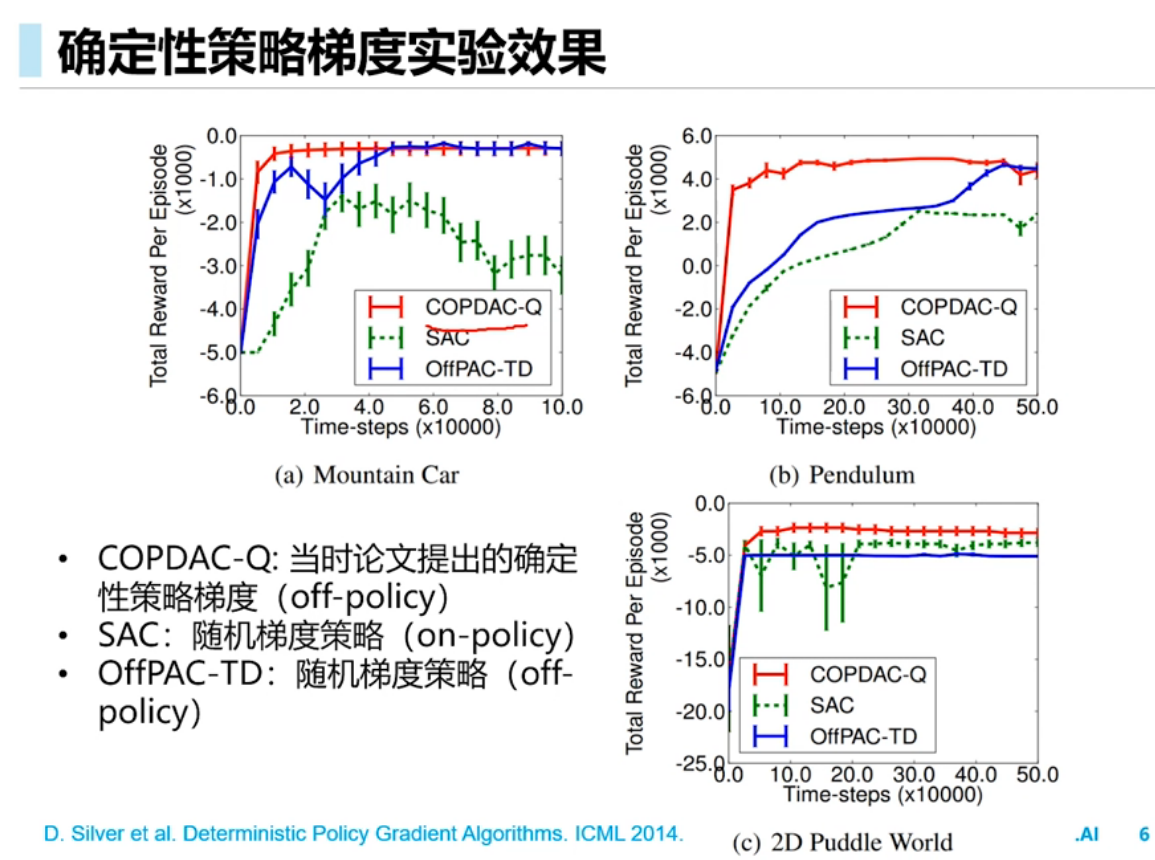 确定性策略梯度实验效果
Total Reward Per Episode
(x1000)
0.0
-1.0
-2.0
-3.0
-4.0
-5.0
-6.0
COPDAC-Q
SAC
OffPAC-TD
0.0 2.0 4.0 6.0 8.0 10.0
Time-steps (x10000)
(a) Mountain Car
Total Reward Per Episode
(x1000)
6.0
4.0
2.0
0.0
-2.0
-4.0
-6.0
COPDAC-Q
SAC
OffPAC-TD
0.0 10.0 20.0 30.0 40.0 50.0
Time-steps (x10000)
(b) Pendulum
• COPDAC-Q: 当时论文提出的确定
性策略梯度（off-policy）
• SAC：随机梯度策略（on-policy）
• OffPAC-TD：随机梯度策略（off-
policy）
Total Reward Per Episode
(x1000)
0.0
-5.0
-10.0
-15.0
-20.0
-25.0
COPDAC-Q
SAC
OffPAC-TD
0.0 10.0 20.0 30.0 40.0 50.0
Time-steps (x10000)
(c) 2D Puddle World
D. Silver et al. Deterministic Policy Gradient Algorithms. ICML 2014.
.AI 6